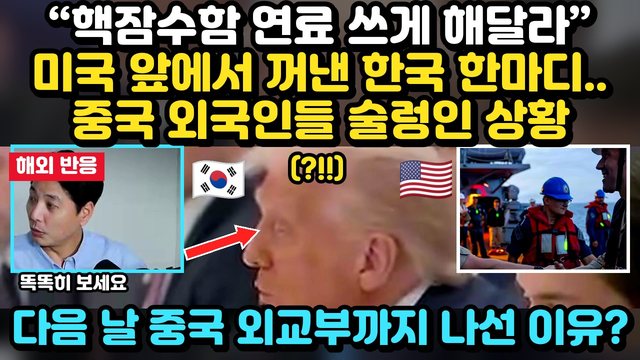 “핵잠수함 연료 쓰게 해달라”
미국 앞에서 꺼낸 한국 한마디..
중국 외국인들 술렁인 상황
(?!!)
해외 반응
똑똑히 보세요
다음 날 중국 외교부까지 나선 이유?